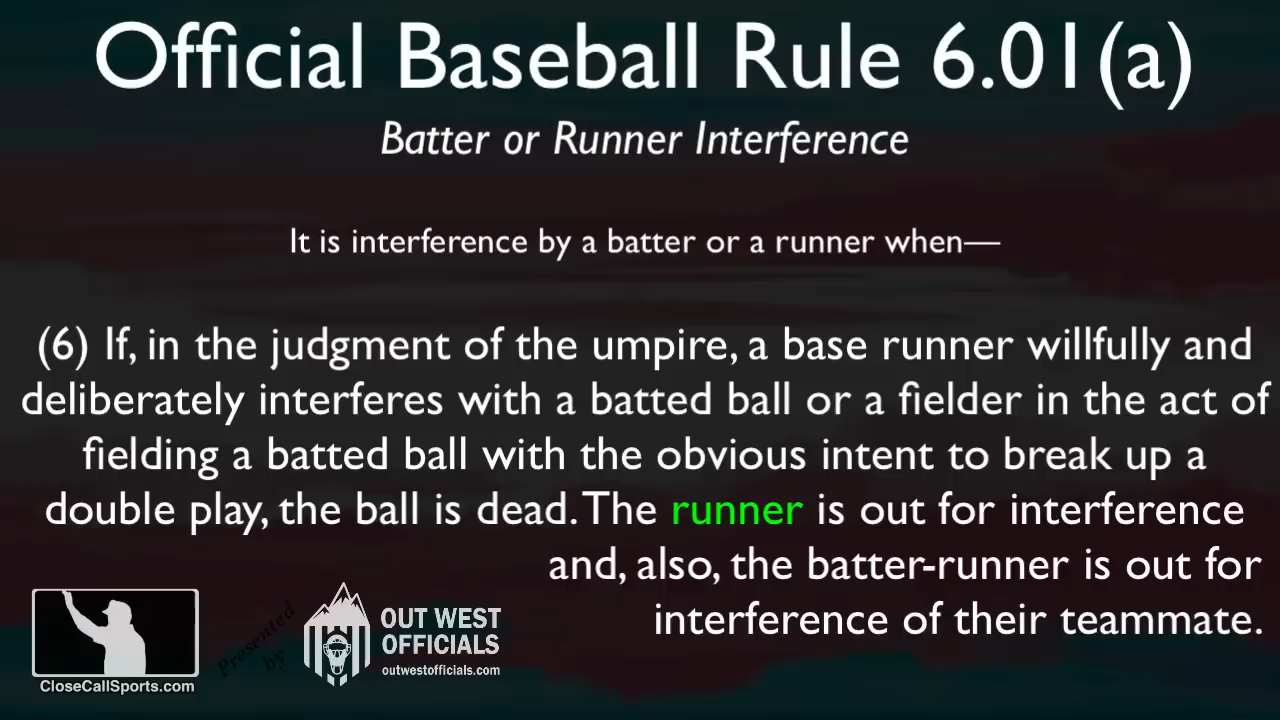 Official Baseball Rule 6.01(a)
Batter or Runner Interference
It is interference by a batter or a runner when—
(6) If, in the judgment of the umpire, a base runner willfully and
deliberately interferes with a batted ball or a fielder in the act of
fielding a batted ball with the obvious intent to break up a
double play, the ball is dead. The runner is out for interference
and, also, the batter-runner is out for
interference of their teammate.
CloseCallSports.com
Presented
by
OUT WEST
OFFICIALS
outwestofficials.com